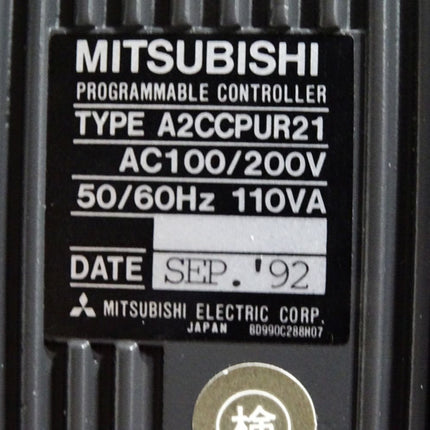 MITSUBISHI
PROGRAMMABLE CONTROLLER
TYPE A2CCPUR21
AC100/200V
50/60Hz 110VA
DATE SEP.'92
MITSUBISHI ELECTRIC CORP.
JAPAN BD990C288H07
検